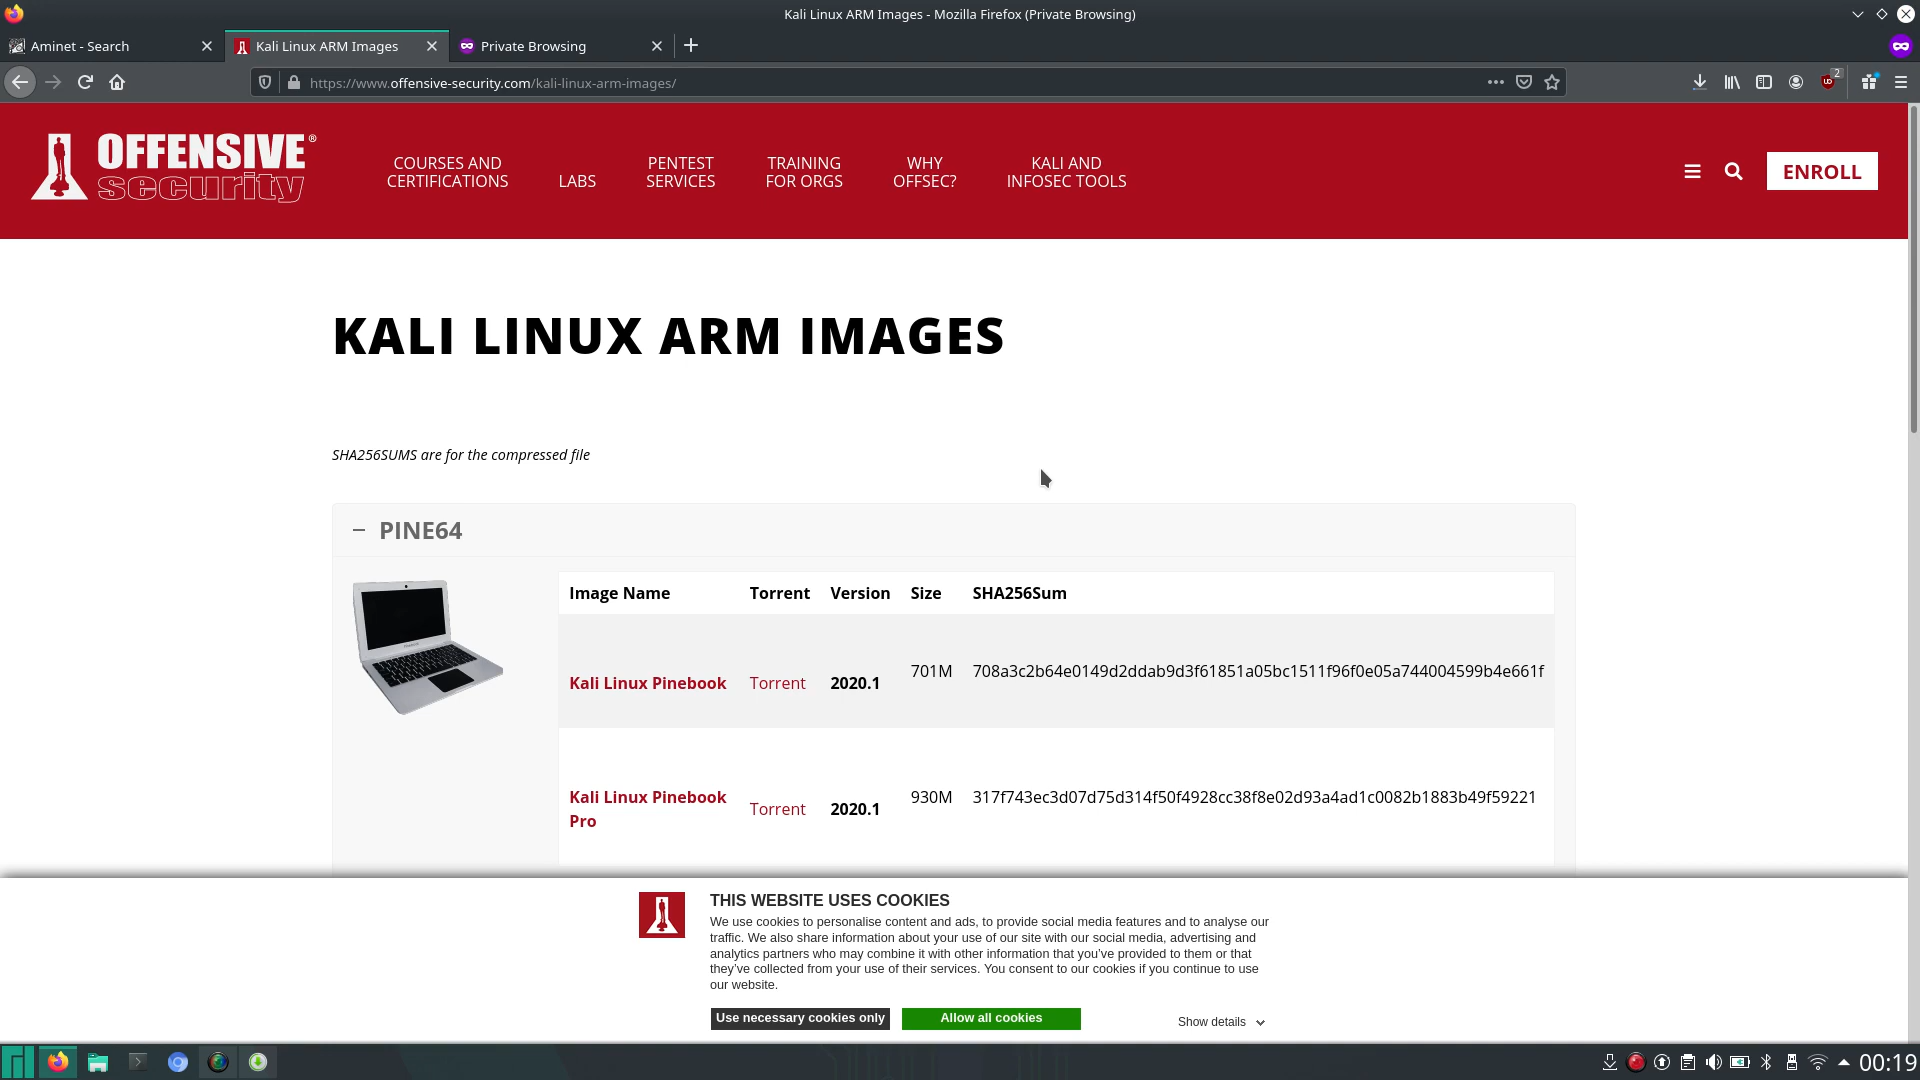 Kali Linux ARM Images - Mozilla Firefox (Private Browsing)
Aminet - Search
Kali Linux ARM Images
Private Browsing
https://www.offensive-security.com/kali-linux-arm-images/
2
OFFENSIVE®
security
COURSES AND
CERTIFICATIONS
LABS
PENTEST
SERVICES
TRAINING
FOR ORGS
WHY
OFFSEC?
KALI AND
INFOSEC TOOLS
ENROLL
KALI LINUX ARM IMAGES
SHA256SUMS are for the compressed file
PINE64
Image Name Torrent Version Size SHA256Sum
Kali Linux Pinebook Torrent 2020.1 701M 708a3c2b64e0149d2ddab9d3f61851a05bc1511f96f0e05a744004599b4e661f
Kali Linux Pinebook
Pro Torrent 2020.1 930M 317f743ec3d07d75d314f50f4928cc38f8e02d93a4ad1c0082b1883b49f59221
THIS WEBSITE USES COOKIES
We use cookies to personalise content and ads, to provide social media features and to analyse our
traffic. We also share information about your use of our site with our social media, advertising and
analytics partners who may combine it with other information that you've provided to them or that
they've collected from your use of their services. You consent to our cookies if you continue to use
our website.
Use necessary cookies only
Allow all cookies
Show details
00:19